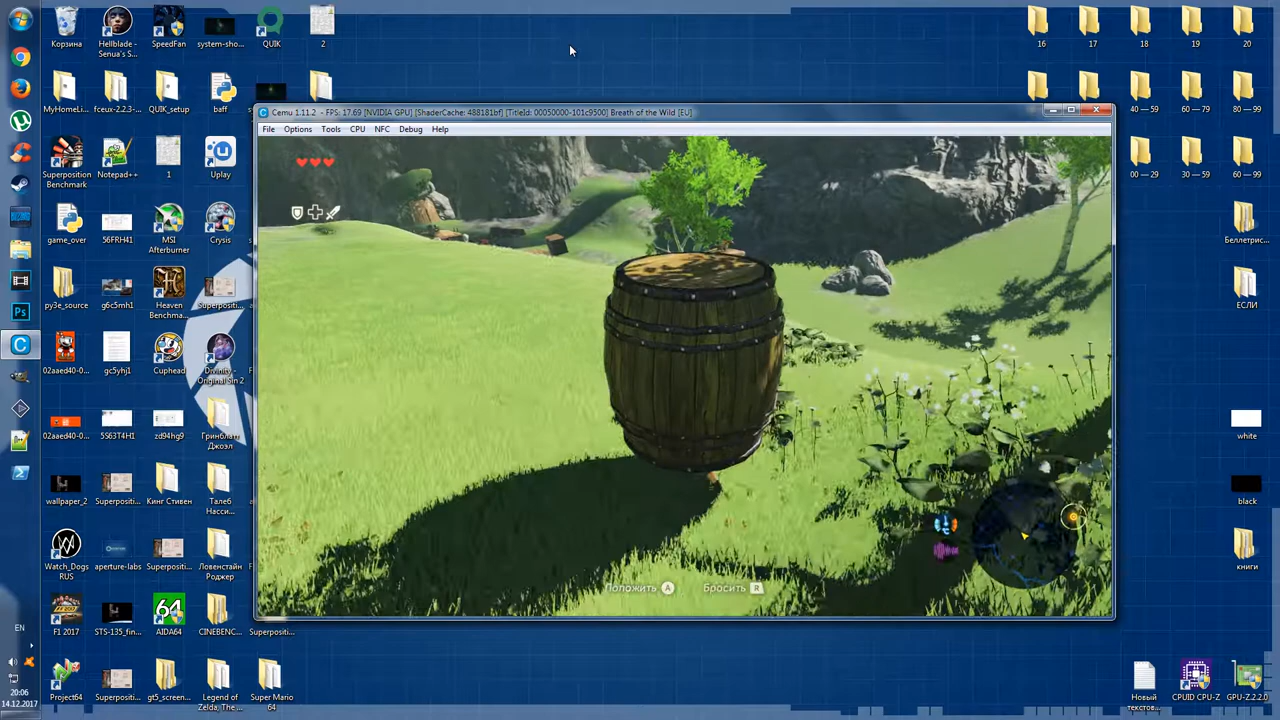 Корзина
Hellblade -
Senua's S...
SpeedFan
system-sho...
QUIK
2
16
17
18
19
20
MyHomeLi...
fceux-2.2.3-...
QUIK_setup
baff
40 — 59
60 — 79
80 — 99
Cemu 1.11.2 - FPS: 17.69 [NVIDIA GPU] [ShaderCache: 488181bf] [TitleId: 00050000-101c9500] Breath of the Wild [EU]
File Options Tools CPU NFC Debug Help
Superposition
Benchmark
Notepad++
1
Uplay
00 — 29
30 — 59
60 — 99
game_over
56FRH41
MSI
Afterburner
Crysis
Беллетрис...
py3e_source
g6c5mh1
Heaven
Benchma...
Superpositi...
ЕСЛИ
02aaed40-0...
gc5yhj1
Cuphead
Divinity -
Original Sin 2
02aaed40-0...
5S63T4H1
zd94hg9
Гринблатт
Джоэл
white
wallpaper_2
Superpositi...
Кинг Стивен
Талеб
Насси...
black
Watch_Dogs
RUS
aperture-labs
Superpositi...
Ловенстайн
Роджер
книги
Положить A
Бросить R
F1 2017
STS-135_fin...
64
AIDA64
CINEBENC...
Superpositi...
EN
20:06
14.12.2017
Project64
Superpositi...
gt5_screen...
Legend of
Zelda, The ...
Super Mario
64
Новый
текстов...
CPUID CPU-Z
GPU-Z.2.2.0